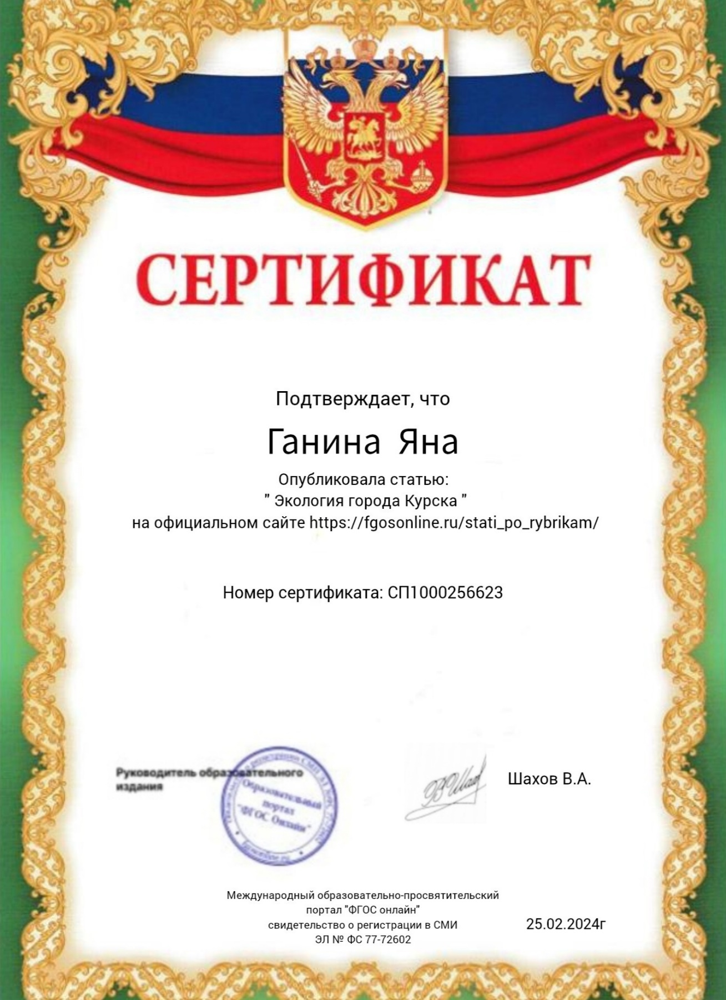 СЕРТИФИКАТ
Подтверждает, что
Ганина Яна
Опубликовала статью:
" Экология города Курска "
на официальном сайте https://fgosonline.ru/stati_po_rybrikam/
Номер сертификата: СП1000256623
Руководитель образовательного
издания
Образовательный
портал
"ФГОС Онлайн"
fgosonline.ru
Шахов В.А.
Международный образовательно-просвятительский
портал "ФГОС онлайн"
свидетельство о регистрации в СМИ
ЭЛ № ФС 77-72602
25.02.2024г